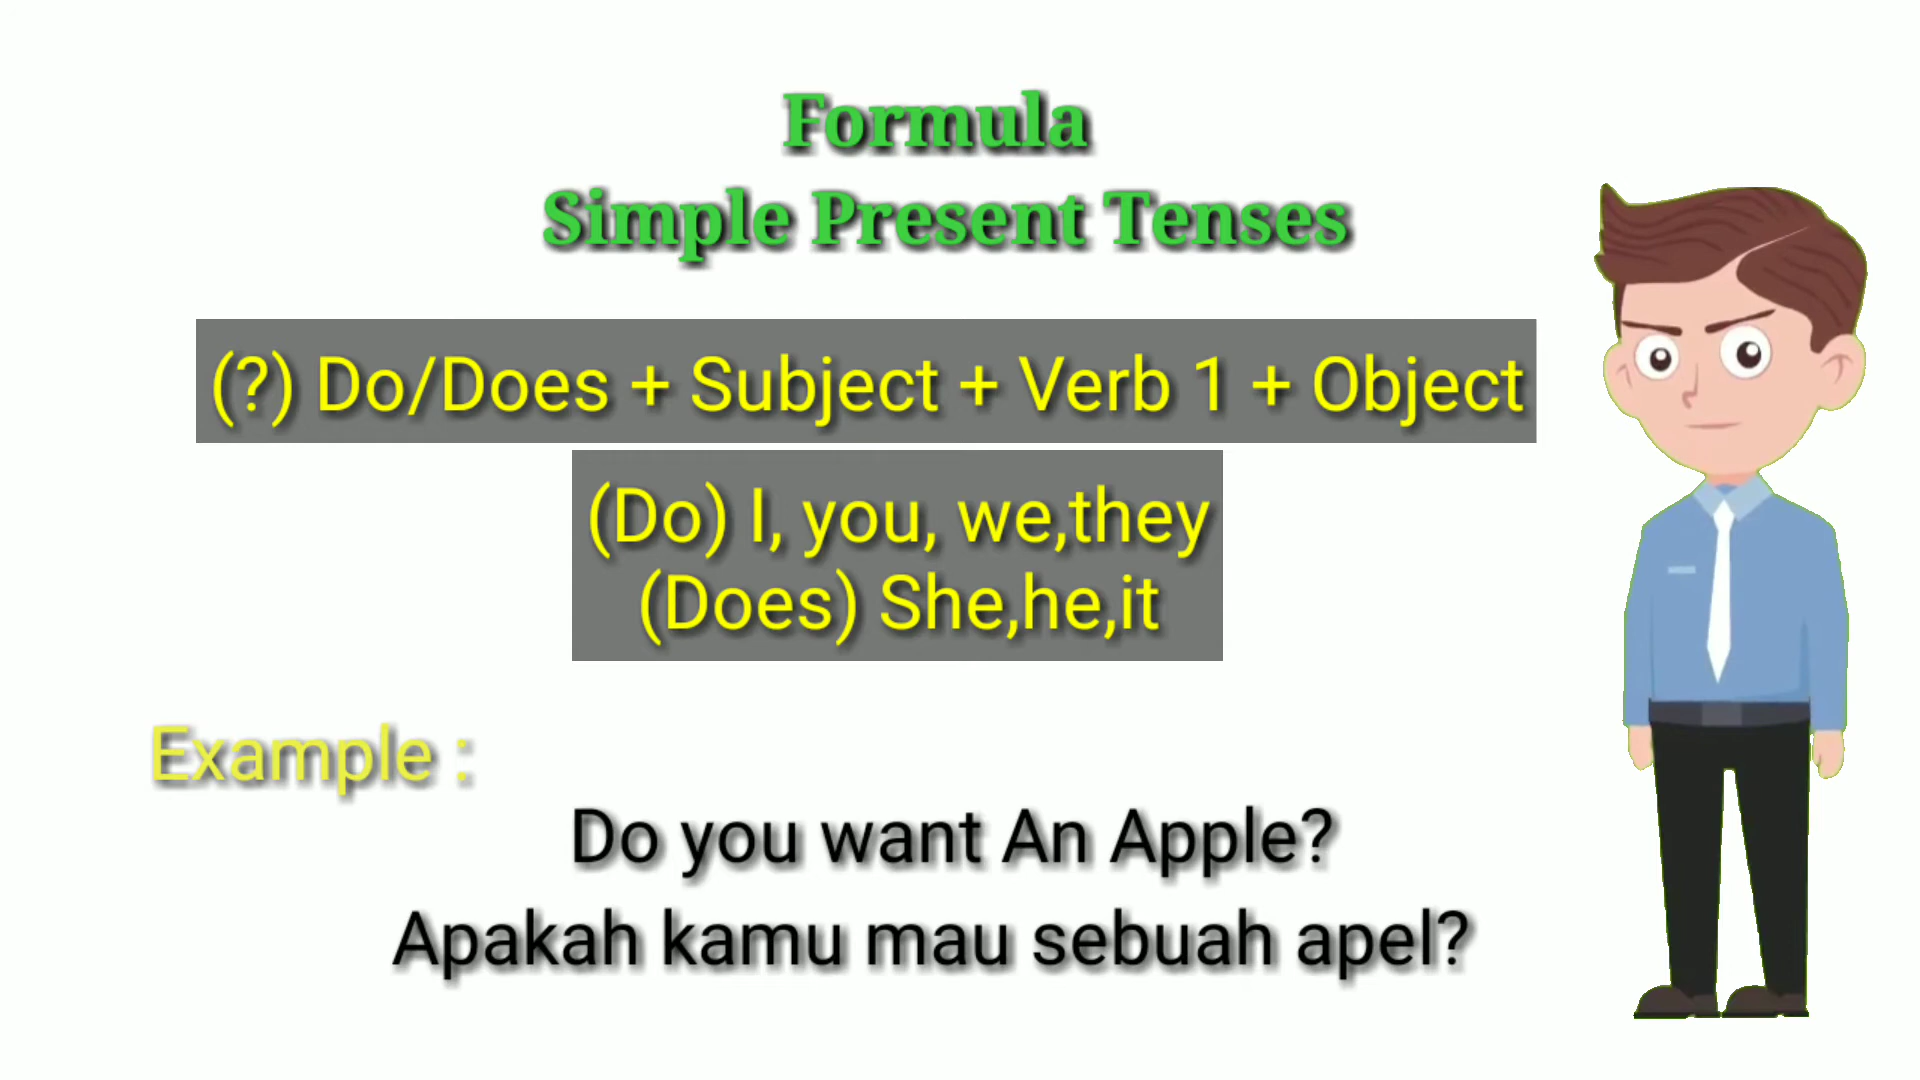 Formula
Simple Present Tenses
(?) Do/Does + Subject + Verb 1 + Object
(Do) I, you, we,they
(Does) She,he,it
Example :
Do you want An Apple?
Apakah kamu mau sebuah apel?